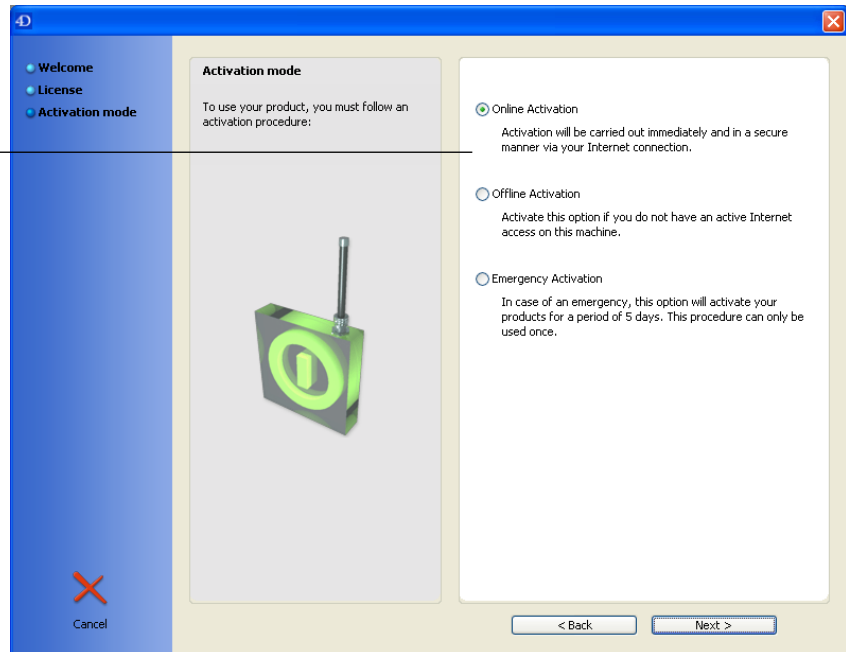 4D
Welcome
License
Activation mode
Activation mode
To use your product, you must follow an
activation procedure:
Online Activation
Activation will be carried out immediately and in a secure
manner via your Internet connection.
Offline Activation
Activate this option if you do not have an active Internet
access on this machine.
Emergency Activation
In case of an emergency, this option will activate your
products for a period of 5 days. This procedure can only be
used once.
Cancel
< Back
Next >